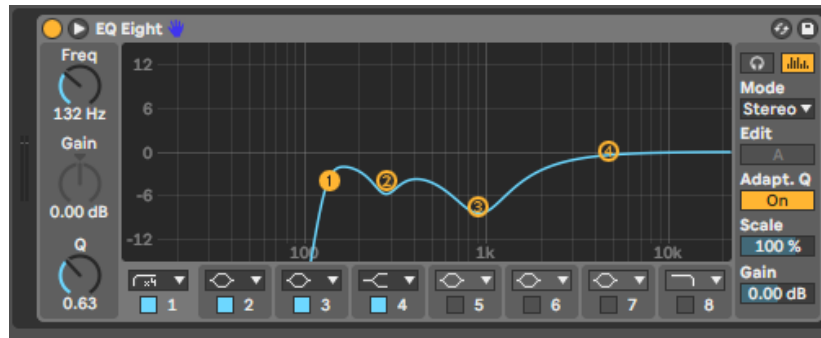 EQ Eight
Freq
132 Hz
Gain
0.00 dB
Q
0.63
12
6
0
-6
-12
100
1k
10k
1
2
3
4
x4
1
2
3
4
5
6
7
8
Mode
Stereo
Edit
A
Adapt. Q
On
Scale
100 %
Gain
0.00 dB